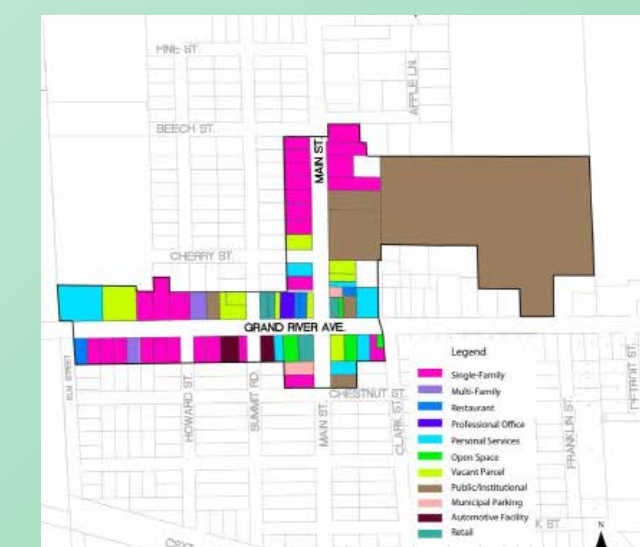 PINE ST.
APPLE LN.
BEECH ST.
MAIN ST.
CHERRY ST.
GRAND RIVER AVE.
ELM STREET
HOWARD ST.
SUMMIT RD.
MAIN ST.
CHESTNUT ST.
CLARK ST.
FRANKLIN ST.
DETROIT ST.
Legend
Single-Family
Multi-Family
Restaurant
Professional Office
Personal Services
Open Space
Vacant Parcel
Public/Institutional
Municipal Parking
Automotive Facility
Retail
K ST.
N